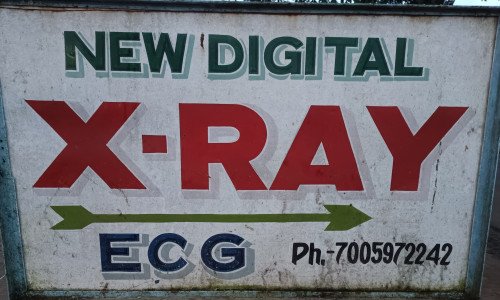 NEW DIGITAL
X-RAY
ECG Ph.-7005972242